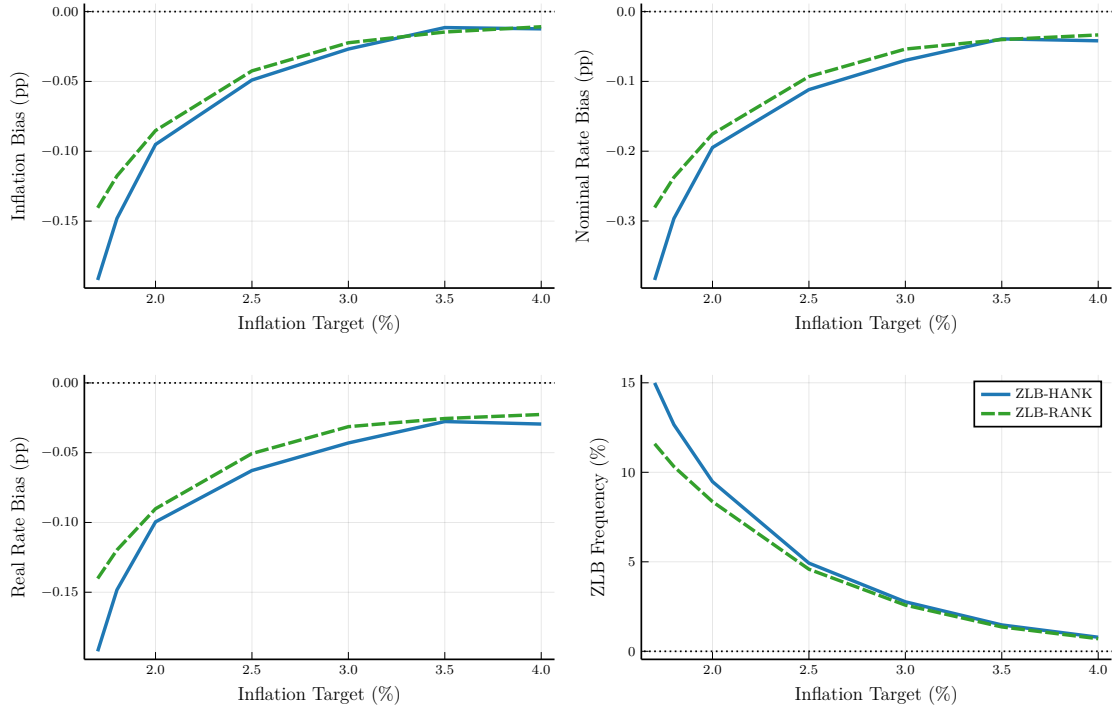 0.00
−0.05
−0.10
−0.15
Inflation Bias (pp)
2.0 2.5 3.0 3.5 4.0
Inflation Target (%)
0.0
−0.1
−0.2
−0.3
Nominal Rate Bias (pp)
2.0 2.5 3.0 3.5 4.0
Inflation Target (%)
0.00
−0.05
−0.10
−0.15
Real Rate Bias (pp)
2.0 2.5 3.0 3.5 4.0
Inflation Target (%)
15
10
5
0
ZLB Frequency (%)
ZLB-HANK
ZLB-RANK
2.0 2.5 3.0 3.5 4.0
Inflation Target (%)